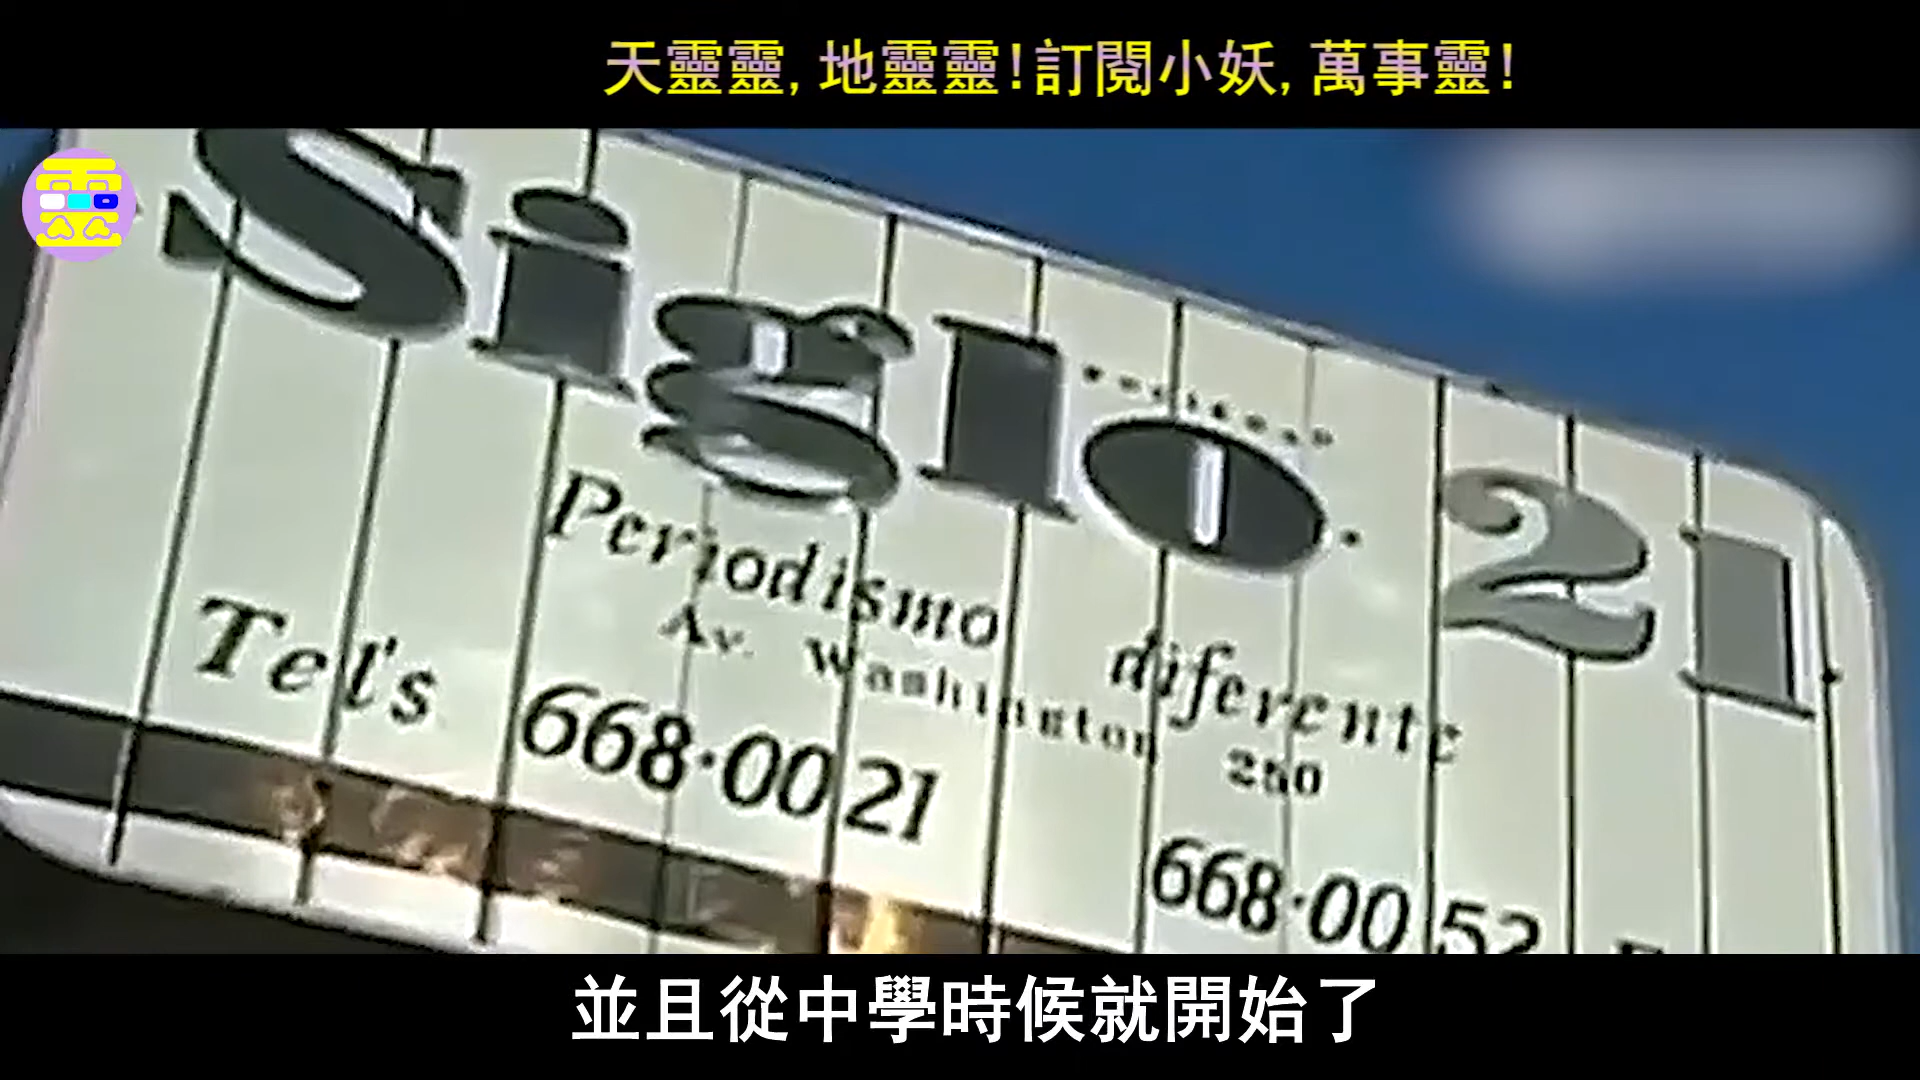 天靈靈,地靈靈!訂閱小妖,萬事靈!
靈
Siglo. 21
Periodismo diferente
Av. Washington 250
Tel's 668·0021
668·0052
並且從中學時候就開始了